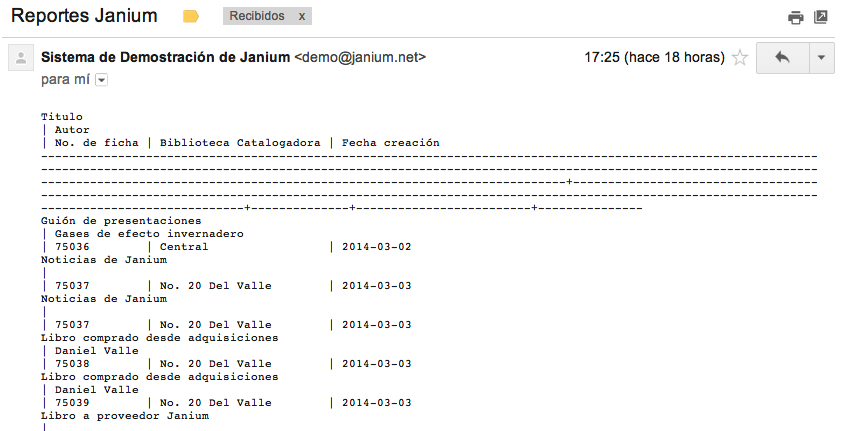 Reportes Janium Recibidos x
Sistema de Demostración de Janium <demo@janium.net> 17:25 (hace 18 horas)
para mí
Titulo
| Autor
| No. de ficha | Biblioteca Catalogadora | Fecha creación
---------------------------------------------------------------------------------------------------------------
---------------------------------------------------------------------------------------------------------------
---------------------------------------------------------------------------+-----------------------------------
---------------------------------------------------------------------------------------------------------------
-----------------------------+--------------+-------------------------+---------------
Guión de presentaciones
| Gases de efecto invernadero
| 75036 | Central | 2014-03-02
Noticias de Janium
|
| 75037 | No. 20 Del Valle | 2014-03-03
Noticias de Janium
|
| 75037 | No. 20 Del Valle | 2014-03-03
Libro comprado desde adquisiciones
| Daniel Valle
| 75038 | No. 20 Del Valle | 2014-03-03
Libro comprado desde adquisiciones
| Daniel Valle
| 75039 | No. 20 Del Valle | 2014-03-03
Libro a proveedor Janium
|